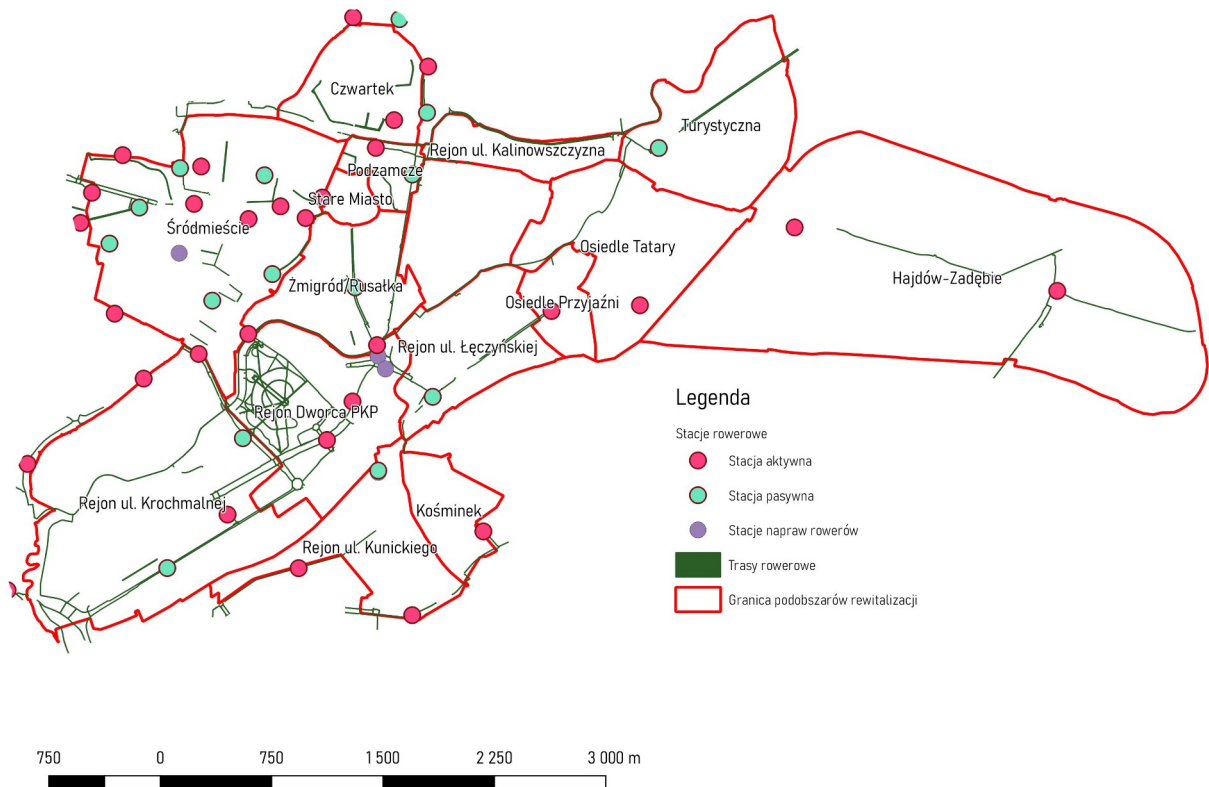 Czwartek
Turystyczna
Rejon ul. Kalinowszczyzna
Podzamcze
Stare Miasto
Śródmieście
Osiedle Tatary
Hajdów-Zadębie
Żmigród/Rusałka
Osiedle Przyjaźni
Rejon ul. Łęczyńskiej
Rejon Dworca PKP
Rejon ul. Krochmalnej
Kośminek
Rejon ul. Kunickiego
Legenda
Stacje rowerowe
Stacja aktywna
Stacja pasywna
Stacje napraw rowerów
Trasy rowerowe
Granica podobszarów rewitalizacji
750 0 750 1 500 2 250 3 000 m